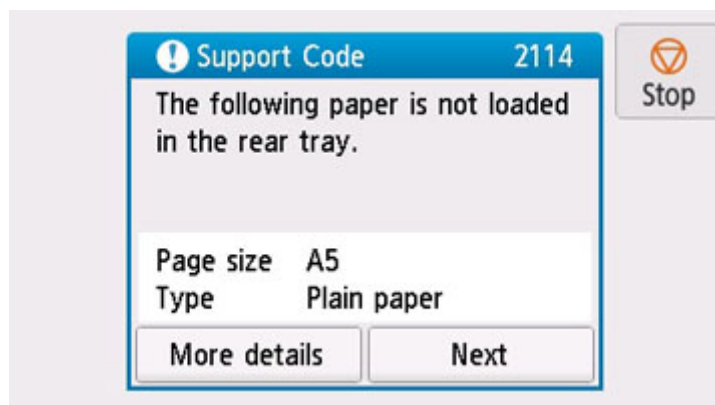 Support Code 2114
Stop
The following paper is not loaded
in the rear tray.
Page size A5
Type Plain paper
More details Next